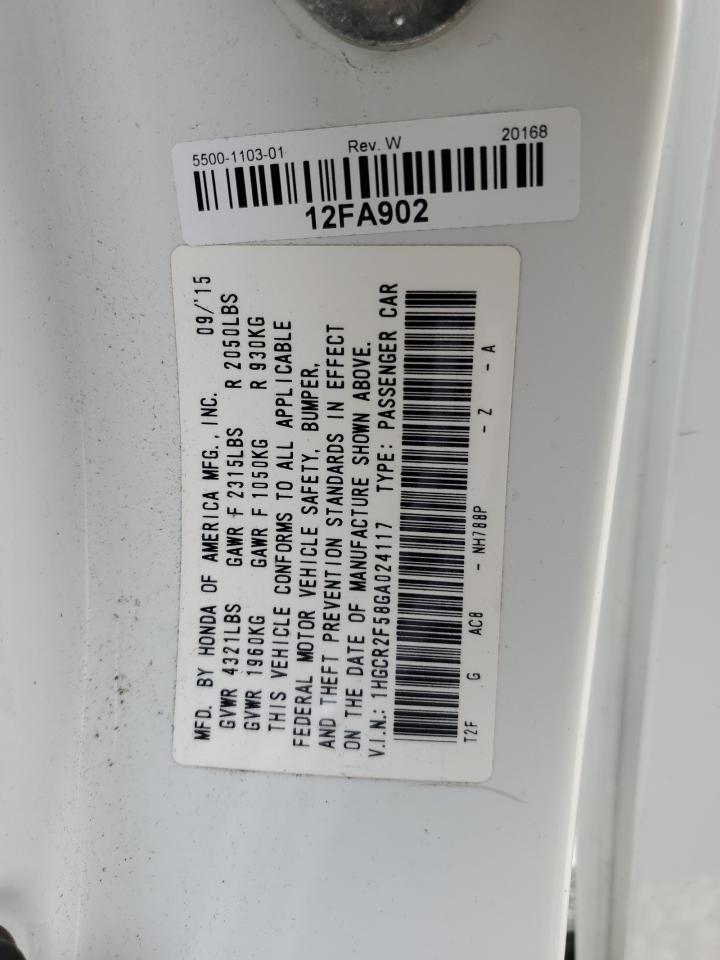 5500-1103-01 Rev. W 20168
12FA902
MFD. BY HONDA OF AMERICA MFG., INC. 09/'15
GVWR 4321LBS GAWR F 2315LBS R 2050LBS
GVWR 1960KG GAWR F 1050KG R 930KG
THIS VEHICLE CONFORMS TO ALL APPLICABLE
FEDERAL MOTOR VEHICLE SAFETY, BUMPER,
AND THEFT PREVENTION STANDARDS IN EFFECT
ON THE DATE OF MANUFACTURE SHOWN ABOVE.
V.I.N.: 1HGCR2F58GA024117 TYPE: PASSENGER CAR
T2F G AC8 - NH788P - Z - A